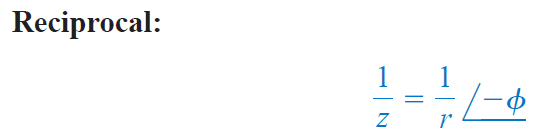 Reciprocal:
1/z = 1/r ∠−ϕ